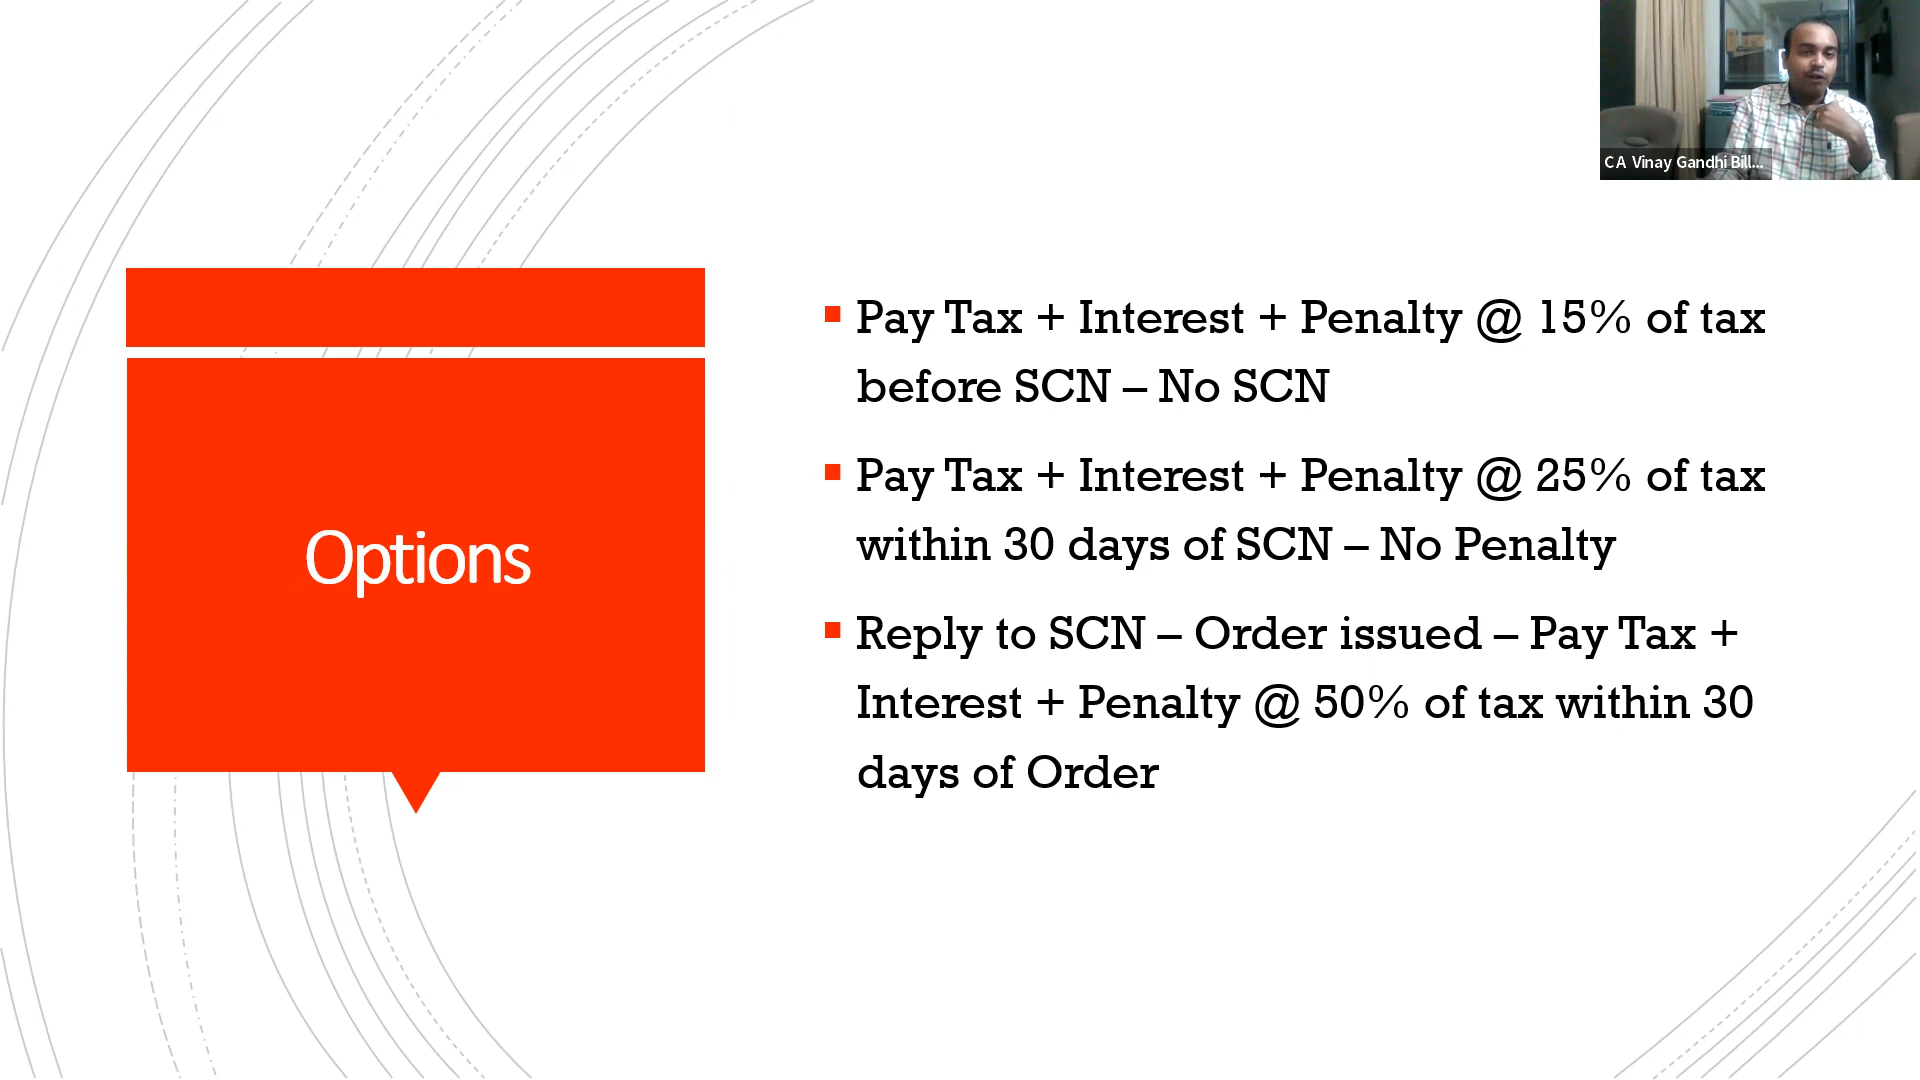 C A Vinay Gandhi Bill...
Options
▪ Pay Tax + Interest + Penalty @ 15% of tax
before SCN – No SCN
▪ Pay Tax + Interest + Penalty @ 25% of tax
within 30 days of SCN – No Penalty
▪ Reply to SCN – Order issued – Pay Tax +
Interest + Penalty @ 50% of tax within 30
days of Order